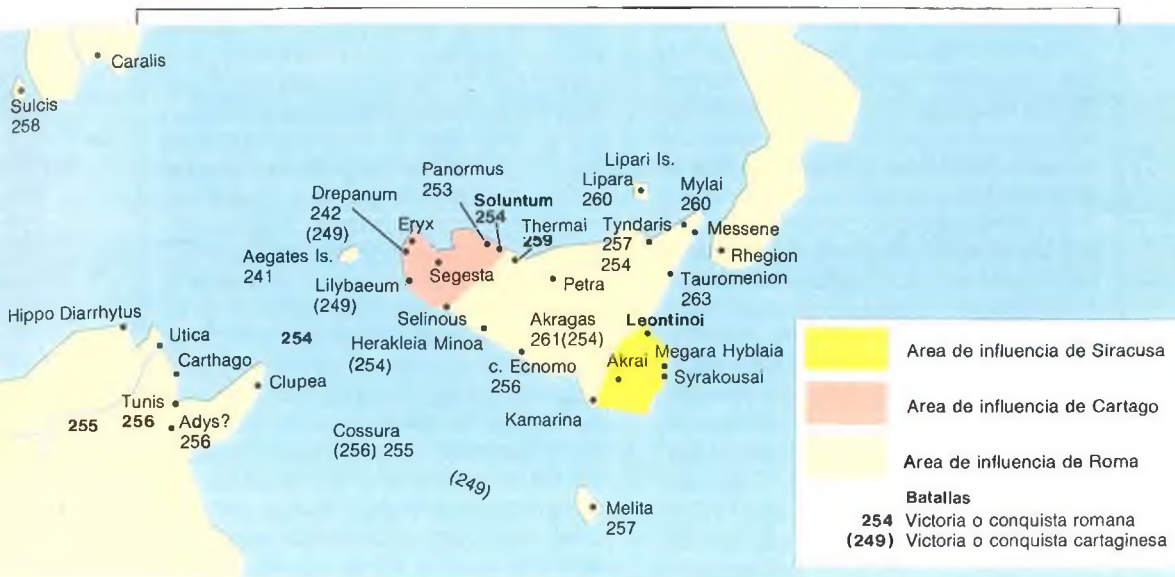 Caralis
Sulcis
258
Lipari Is.
Lipara
260
Mylai
260
Panormus
253
Soluntum
254
Drepanum
242
(249)
Eryx
Thermai
259
Tyndaris
257
254
Messene
Rhegion
Aegates Is.
241
Segesta
Petra
Tauromenion
263
Lilybaeum
(249)
Selinous
Hippo Diarrhytus
Utica
254
Herakleia Minoa
(254)
Akragas
261(254)
Leontinoi
Carthago
Clupea
c. Ecnomo
256
Akrai
Megara Hyblaia
Syrakousai
Tunis
256
255
Adys?
256
Kamarina
Cossura
(256) 255
(249)
Melita
257
Area de influencia de Siracusa
Area de influencia de Cartago
Area de influencia de Roma
Batallas
254 Victoria o conquista romana
(249) Victoria o conquista cartaginesa